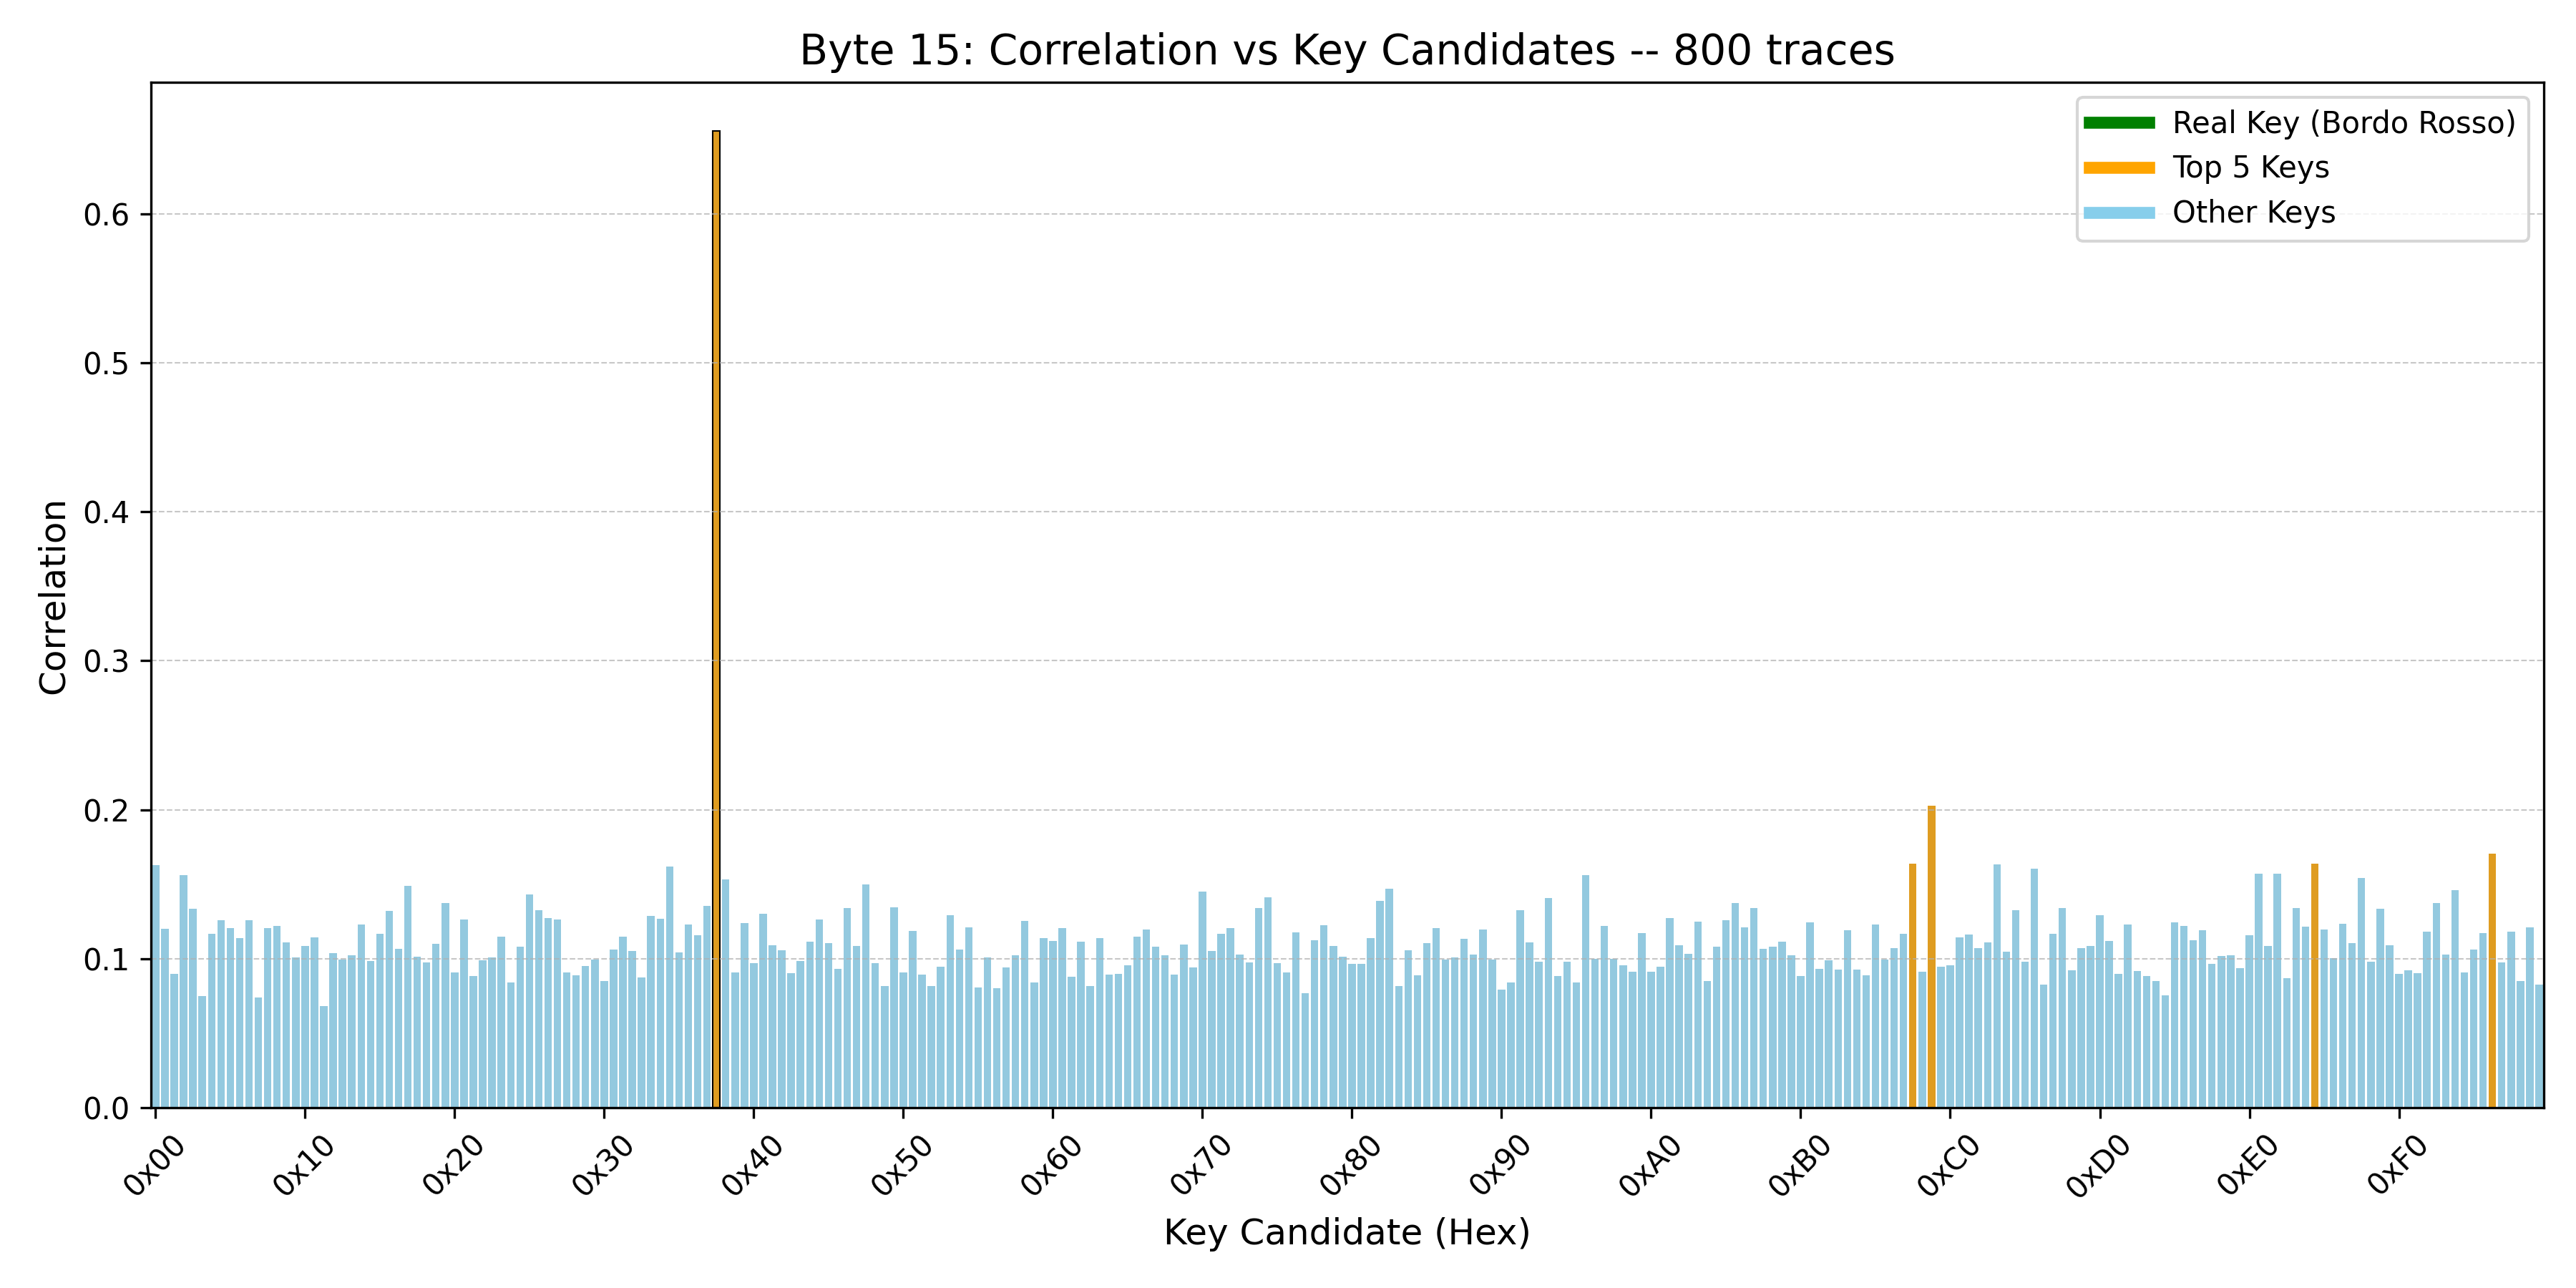 Byte 15: Correlation vs Key Candidates -- 800 traces
Real Key (Bordo Rosso)
Top 5 Keys
Other Keys
Correlation
0.6
0.5
0.4
0.3
0.2
0.1
0.0
0x00
0x10
0x20
0x30
0x40
0x50
0x60
0x70
0x80
0x90
0xA0
0xB0
0xC0
0xD0
0xE0
0xF0
Key Candidate (Hex)